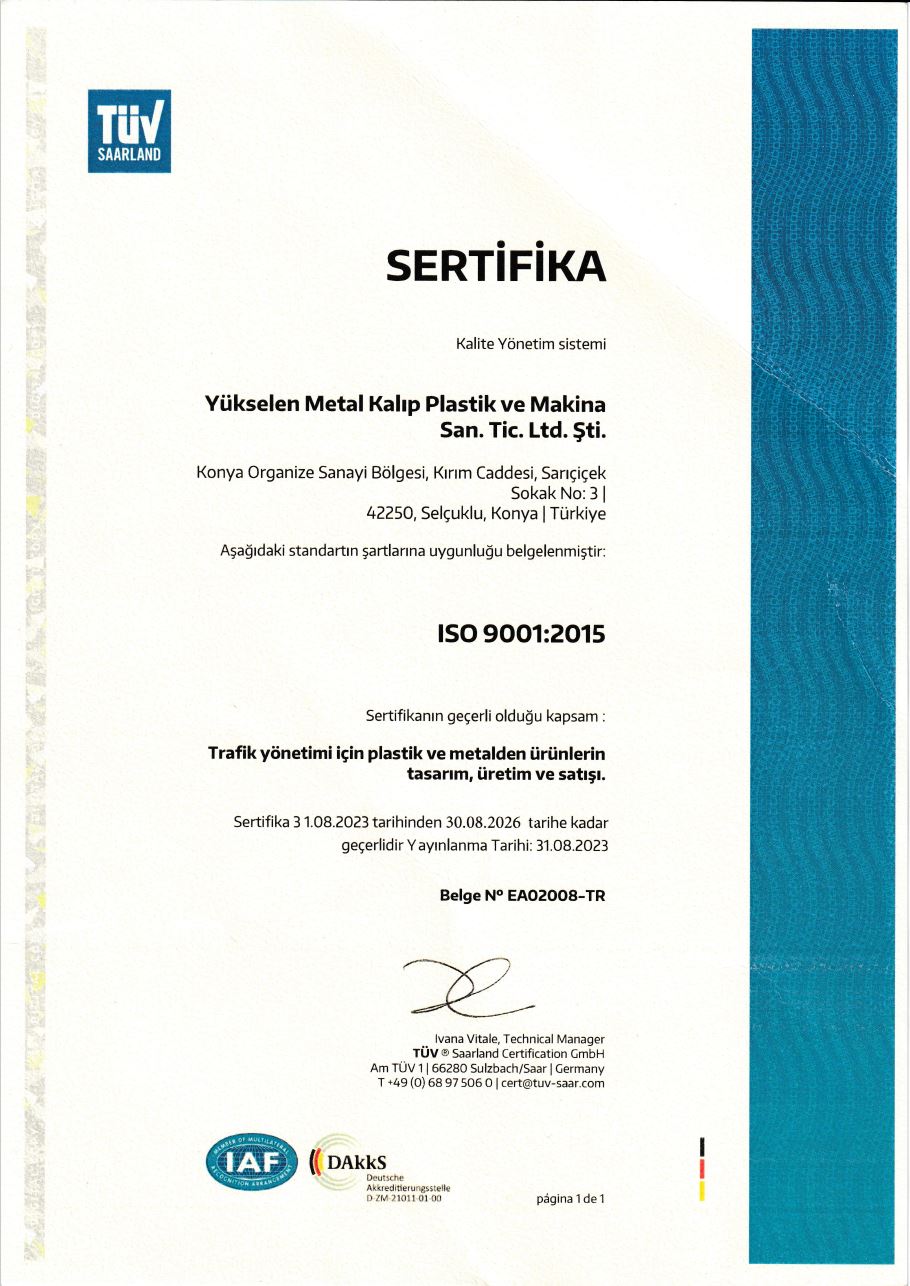 TÜV
SAARLAND
SERTİFİKA
Kalite Yönetim sistemi
Yükselen Metal Kalıp Plastik ve Makina
San. Tic. Ltd. Şti.
Konya Organize Sanayi Bölgesi, Kırım Caddesi, Sarıçiçek
Sokak No: 3 |
42250, Selçuklu, Konya | Türkiye
Aşağıdaki standartın şartlarına uygunluğu belgelenmiştir:
ISO 9001:2015
Sertifikanın geçerli olduğu kapsam :
Trafik yönetimi için plastik ve metalden ürünlerin
tasarım, üretim ve satışı.
Sertifika 3 1.08.2023 tarihinden 30.08.2026 tarihe kadar
geçerlidir Y ayınlanma Tarihi: 31.08.2023
Belge Nº EA02008-TR
Ivana Vitale, Technical Manager
TÜV ® Saarland Certification GmbH
Am TÜV 1 | 66280 Sulzbach/Saar | Germany
T +49 (0) 68 97 506 0 | cert@tuv-saar.com
MEMBER OF MULTILATERAL
IAF
RECOGNITION ARRANGEMENT
DAkkS
Deutsche
Akkreditierungsstelle
D-ZM-21011-01-00
página 1 de 1